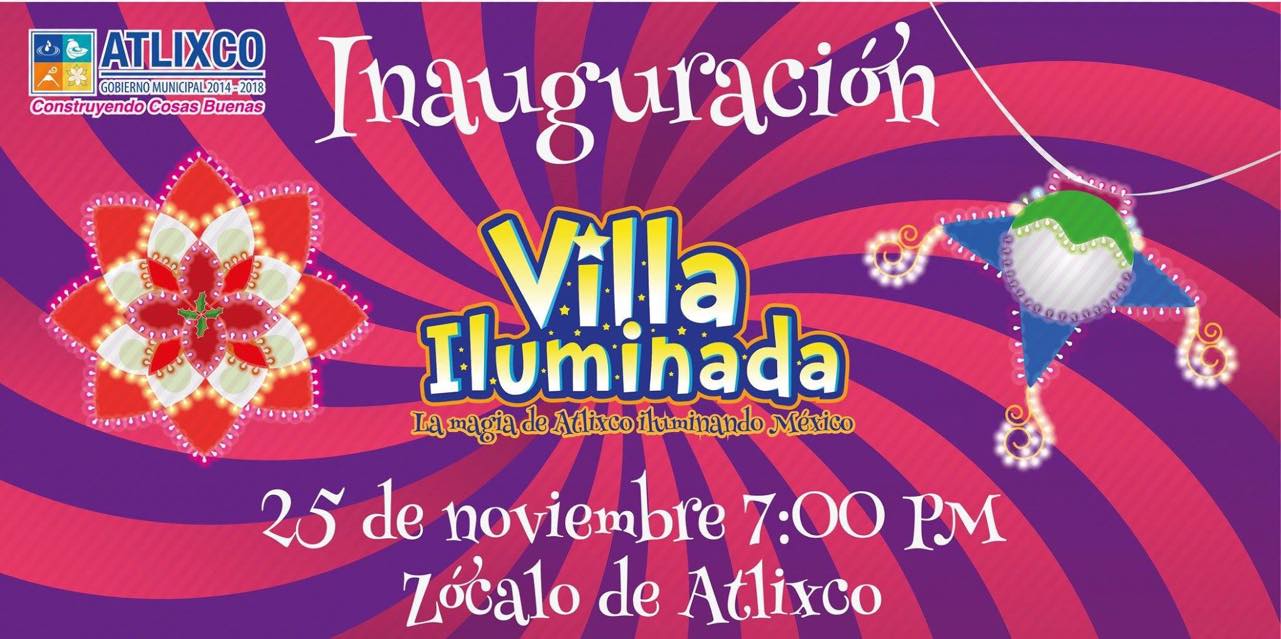 ATLIXCO
GOBIERNO MUNICIPAL 2014-2018
Construyendo Cosas Buenas
Inauguración
Villa
Iluminada
La magia de Atlixco iluminando México
25 de noviembre 7:00 PM
Zócalo de Atlixco